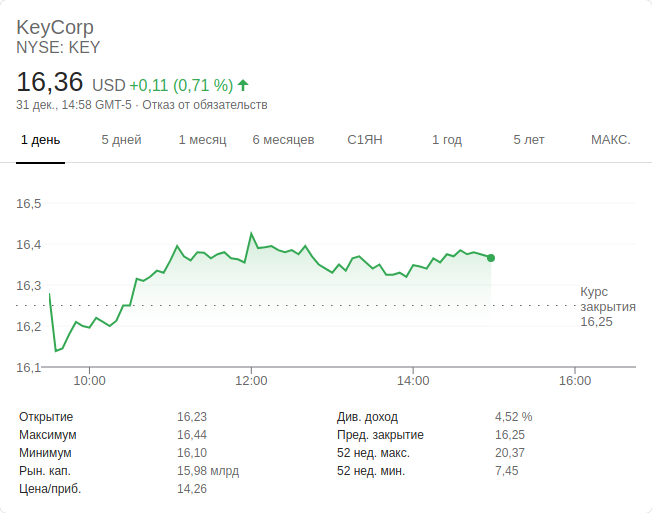 KeyCorp
NYSE: KEY
16,36 USD +0,11 (0,71 %)
31 дек., 14:58 GMT-5 · Отказ от обязательств
1 день 5 дней 1 месяц 6 месяцев С1ЯН 1 год 5 лет МАКС.
16,5
16,4
16,3
16,2
16,1
Курс
закрытия
16,25
10:00 12:00 14:00 16:00
Открытие 16,23
Максимум 16,44
Минимум 16,10
Рын. кап. 15,98 млрд
Цена/приб. 14,26
Див. доход 4,52 %
Пред. закрытие 16,25
52 нед. макс. 20,37
52 нед. мин. 7,45